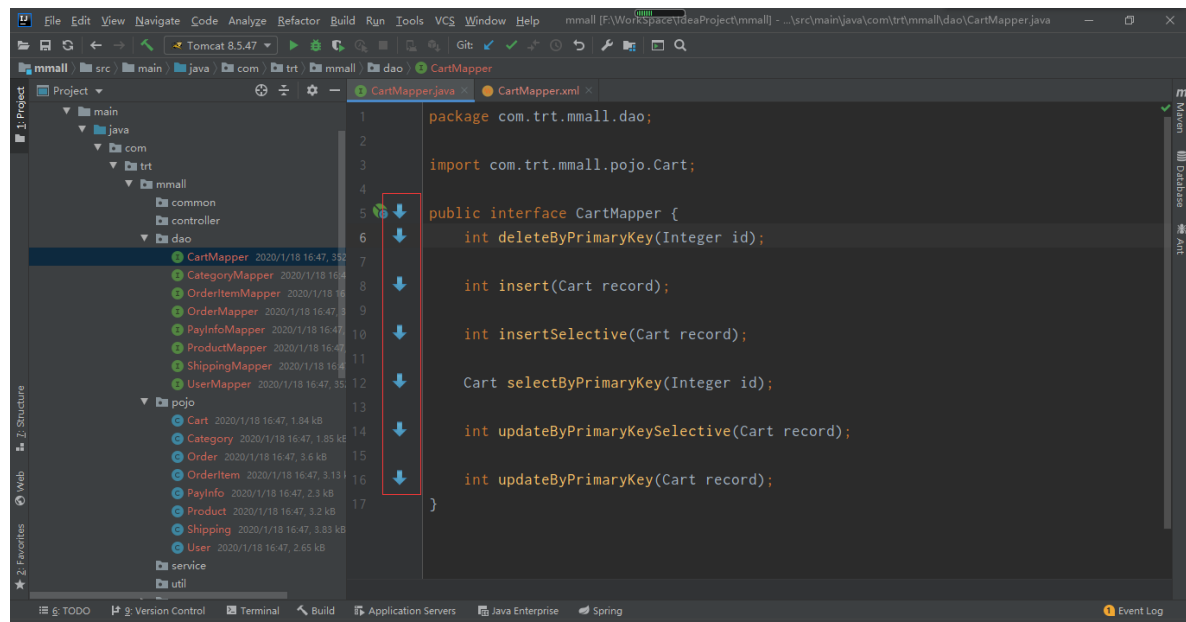 File Edit View Navigate Code Analyze Refactor Build Run Tools VCS Window Help mmall [F:\WorkSpace\IdeaProject\mmall] - ...\src\main\java\com\trt\mmall\dao\CartMapper.java
Tomcat 8.5.47 Git:
mmall src main java com trt mmall dao CartMapper
Project
CartMapper.java CartMapper.xml
1: Project
7: Structure
Web
2: Favorites
main
java
com
trt
mmall
common
controller
dao
CartMapper 2020/1/18 16:47, 352
CategoryMapper 2020/1/18 16:4
OrderItemMapper 2020/1/18 16
OrderMapper 2020/1/18 16:47, 3
PayInfoMapper 2020/1/18 16:47,
ProductMapper 2020/1/18 16:47
ShippingMapper 2020/1/18 16:4
UserMapper 2020/1/18 16:47, 35
pojo
Cart 2020/1/18 16:47, 1.84 kB
Category 2020/1/18 16:47, 1.85 kB
Order 2020/1/18 16:47, 3.6 kB
OrderItem 2020/1/18 16:47, 3.13
PayInfo 2020/1/18 16:47, 2.3 kB
Product 2020/1/18 16:47, 3.2 kB
Shipping 2020/1/18 16:47, 3.83 kB
User 2020/1/18 16:47, 2.65 kB
service
util
1 package com.trt.mmall.dao;
2
3 import com.trt.mmall.pojo.Cart;
4
5 public interface CartMapper {
6 int deleteByPrimaryKey(Integer id);
7
8 int insert(Cart record);
9
10 int insertSelective(Cart record);
11
12 Cart selectByPrimaryKey(Integer id);
13
14 int updateByPrimaryKeySelective(Cart record);
15
16 int updateByPrimaryKey(Cart record);
17 }
m
Maven
Database
Ant
6: TODO 9: Version Control Terminal Build Application Servers Java Enterprise Spring 1 Event Log